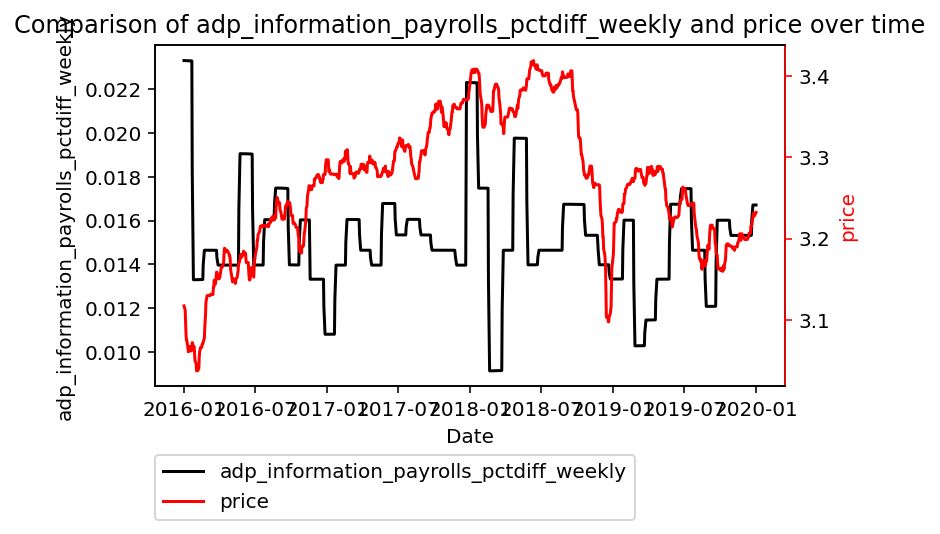 Comparison of adp_information_payrolls_pctdiff_weekly and price over time
adp_information_payrolls_pctdiff_weekly
0.022
0.020
0.018
0.016
0.014
0.012
0.010
3.4
3.3
3.2
3.1
price
2016-01 2016-07 2017-01 2017-07 2018-01 2018-07 2019-01 2019-07 2020-01
Date
adp_information_payrolls_pctdiff_weekly
price